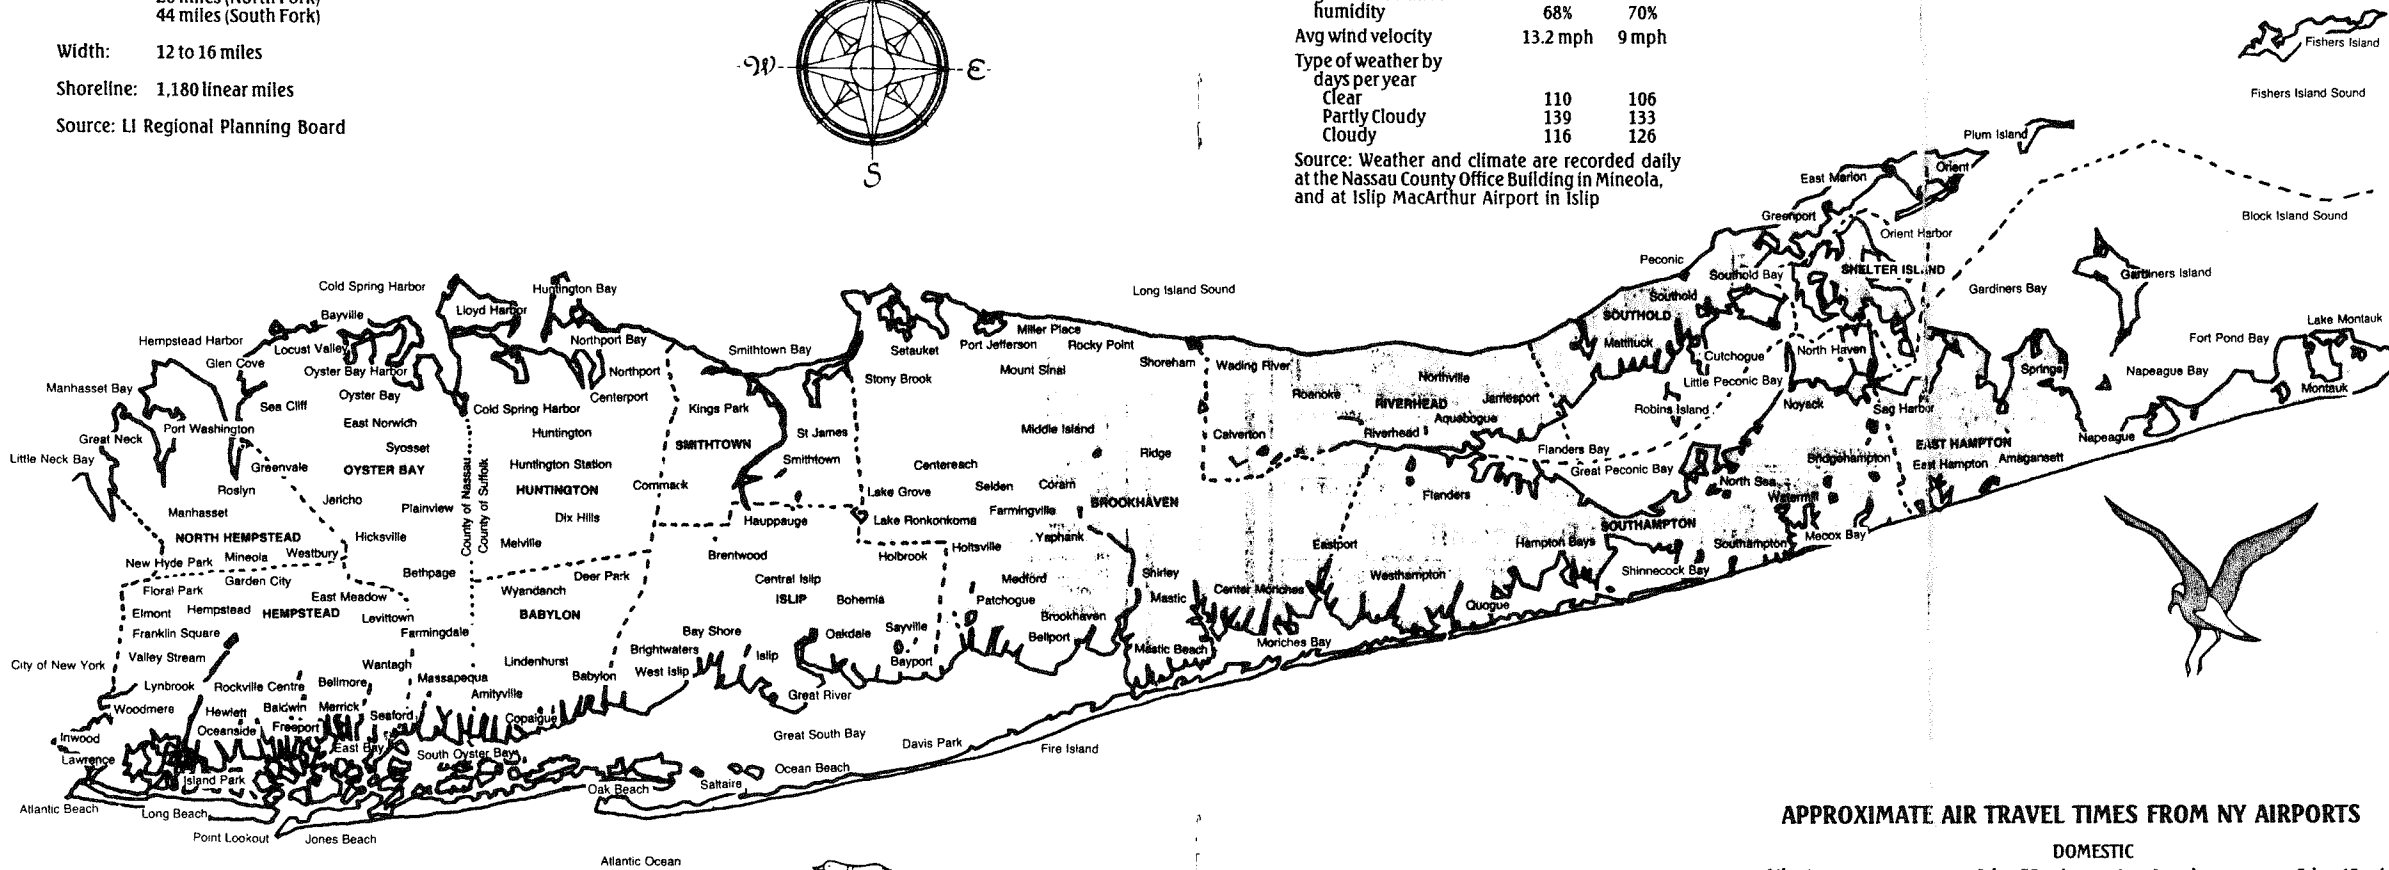 44 miles (South Fork)
Width: 12 to 16 miles
Shoreline: 1,180 linear miles
Source: LI Regional Planning Board
W
E
S
humidity 68% 70%
Avg wind velocity 13.2 mph 9 mph
Type of weather by
days per year
Clear 110 106
Partly Cloudy 139 133
Cloudy 116 126
Source: Weather and climate are recorded daily
at the Nassau County Office Building in Mineola,
and at Islip MacArthur Airport in Islip
Fishers Island
Fishers Island Sound
Plum Island
Orient
East Marion
Greenport
Orient Harbor
Block Island Sound
Peconic
Southold Bay
SHELTER ISLAND
Gardiners Island
Gardiners Bay
Southold
SOUTHOLD
Mattituck
Cutchogue
North Haven
Little Peconic Bay
Robins Island
Noyack
Sag Harbor
Springs
Napeague Bay
Fort Pond Bay
Lake Montauk
Montauk
Napeague
EAST HAMPTON
East Hampton
Amagansett
Bridgehampton
Watermill
North Sea
Mecox Bay
Southampton
SOUTHAMPTON
Shinnecock Bay
Hampton Bays
Great Peconic Bay
Flanders Bay
Flanders
Quogue
Westhampton
Eastport
Cold Spring Harbor
Huntington Bay
Lloyd Harbor
Bayville
Hempstead Harbor
Locust Valley
Glen Cove
Oyster Bay Harbor
Manhasset Bay
Oyster Bay
Sea Cliff
East Norwich
Port Washington
Great Neck
Syosset
Little Neck Bay
Greenvale
OYSTER BAY
Roslyn
Jericho
Plainview
Manhasset
NORTH HEMPSTEAD
Hicksville
Westbury
Mineola
New Hyde Park
Garden City
Bethpage
Floral Park
East Meadow
Elmont
Hempstead
HEMPSTEAD
Levittown
Franklin Square
Farmingdale
City of New York
Valley Stream
Wantagh
Lynbrook
Rockville Centre
Bellmore
Massapequa
Woodmere
Hewlett
Baldwin
Merrick
Seaford
Inwood
Oceanside
Freeport
East Bay
South Oyster Bay
Lawrence
Island Park
Atlantic Beach
Long Beach
Point Lookout
Jones Beach
County of Nassau
County of Suffolk
Northport Bay
Northport
Centerport
Cold Spring Harbor
Huntington
Huntington Station
HUNTINGTON
Dix Hills
Melville
Commack
Deer Park
Wyandanch
BABYLON
Lindenhurst
Amityville
Copaigue
Babylon
West Islip
Brightwaters
Bay Shore
Islip
Oak Beach
Smithtown Bay
Kings Park
SMITHTOWN
St James
Smithtown
Hauppauge
Brentwood
Central Islip
ISLIP
Bohemia
Oakdale
Sayville
Bayport
Great River
Great South Bay
Ocean Beach
Saltaire
Davis Park
Fire Island
Atlantic Ocean
Long Island Sound
Setauket
Port Jefferson
Miller Place
Rocky Point
Shoreham
Stony Brook
Mount Sinai
Middle Island
Ridge
Centereach
Selden
Coram
Lake Grove
Farmingville
BROOKHAVEN
Lake Ronkonkoma
Yaphank
Holbrook
Holtsville
Medford
Patchogue
Brookhaven
Bellport
Shirley
Mastic
Mastic Beach
Center Moriches
Moriches Bay
Wading River
Roanoke
Northville
Jamesport
RIVERHEAD
Aquebogue
Riverhead
Calverton
APPROXIMATE AIR TRAVEL TIMES FROM NY AIRPORTS
DOMESTIC